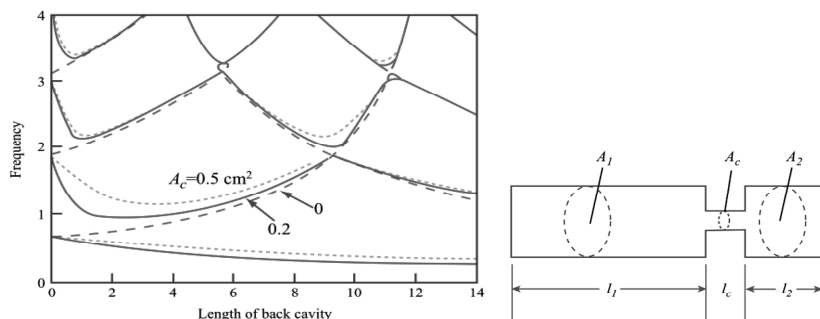 4
3
2
1
0
Frequency
A_c=0.5 cm²
0
0.2
0 2 4 6 8 10 12 14
Length of back cavity
A_1 A_c A_2
l_1 l_c l_2